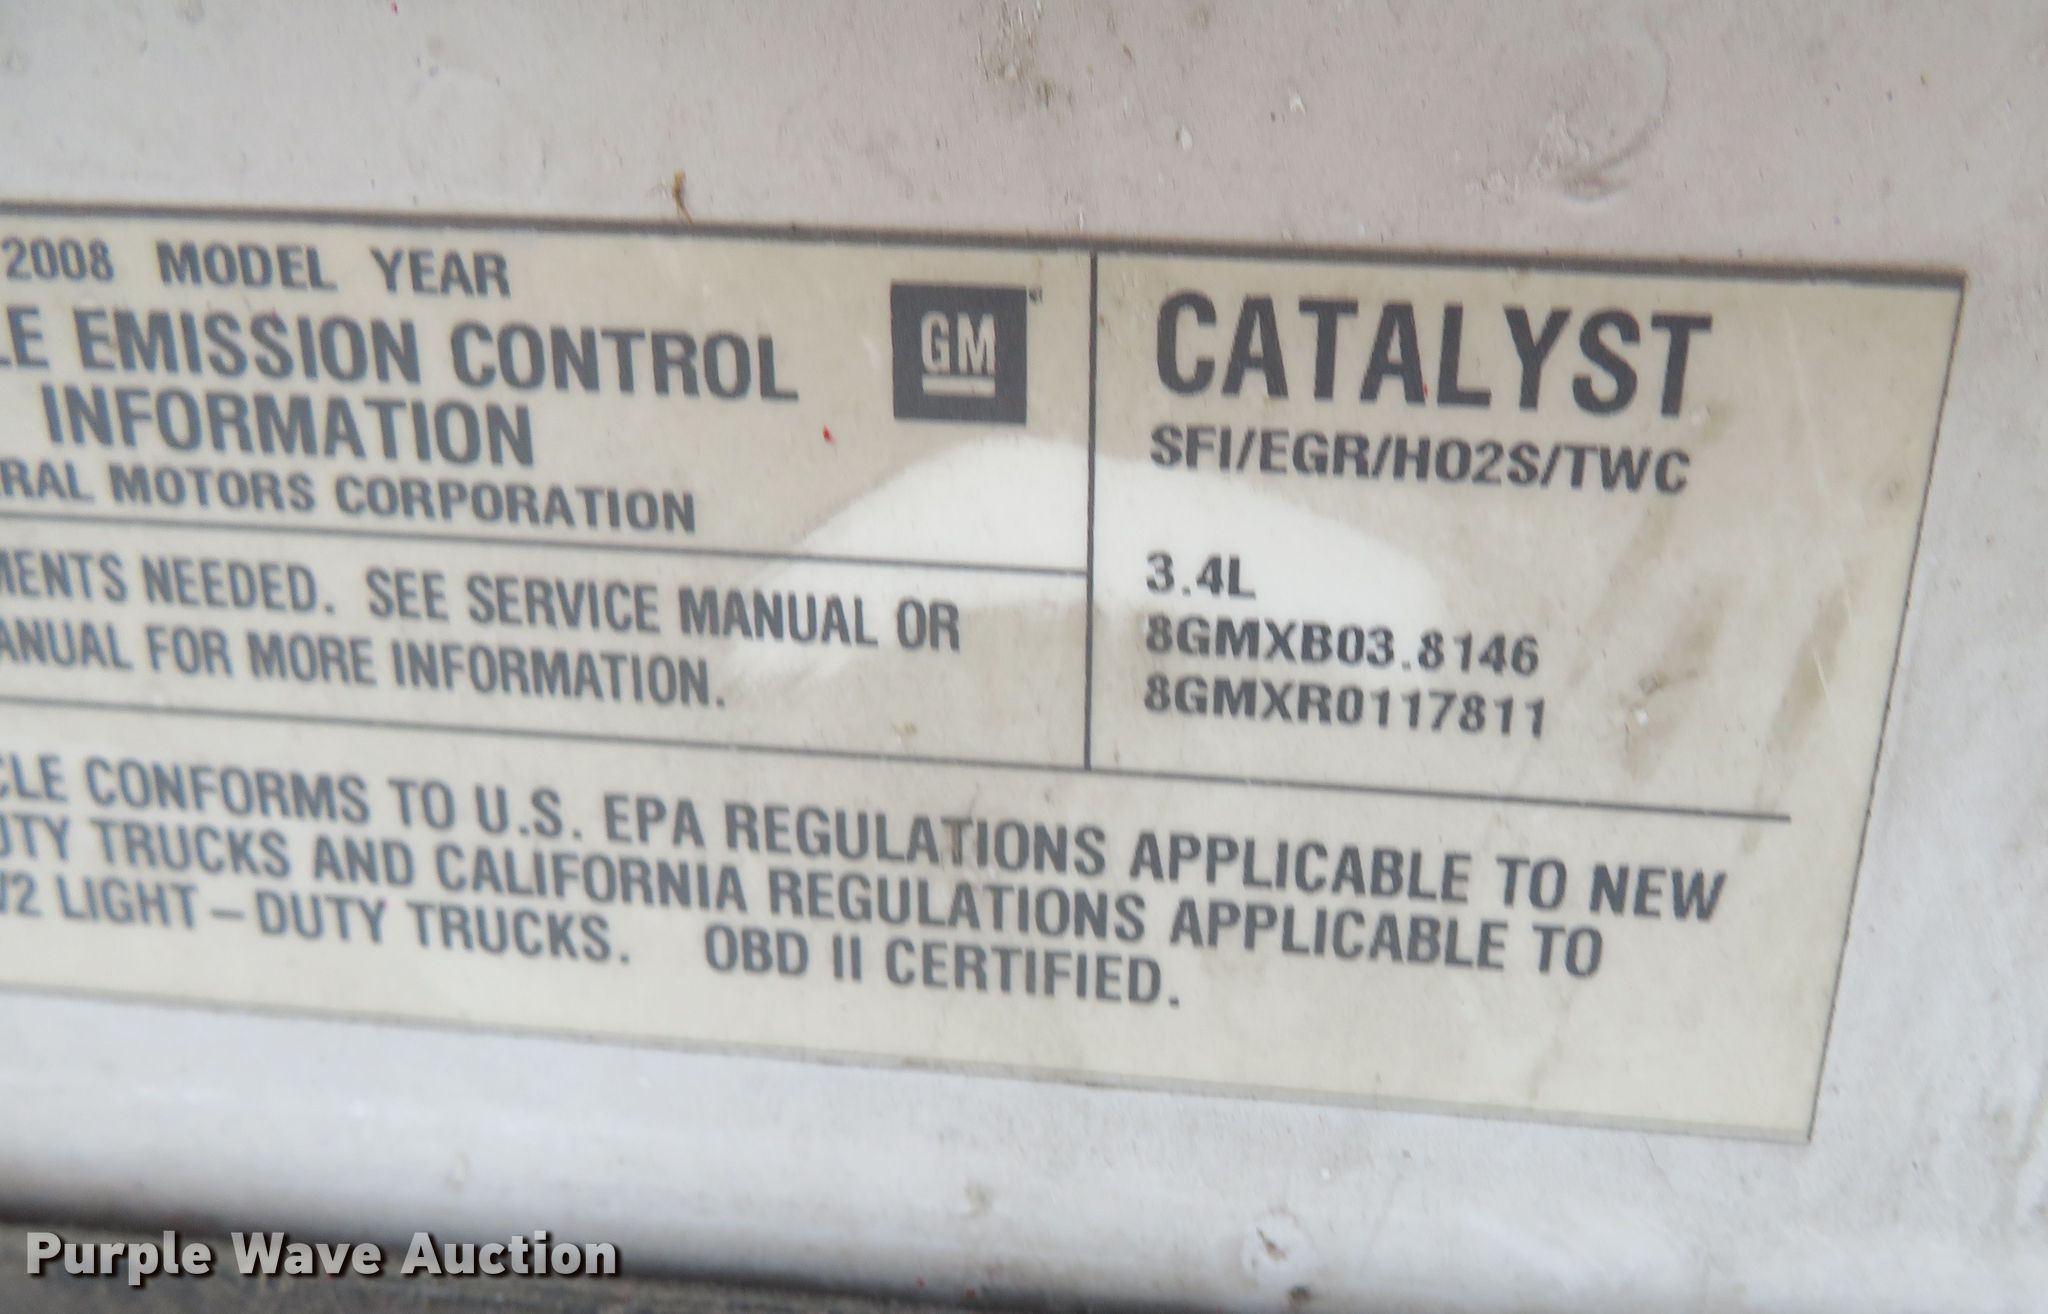 2008 MODEL YEAR
LE EMISSION CONTROL
INFORMATION
RAL MOTORS CORPORATION
GM
MENTS NEEDED. SEE SERVICE MANUAL OR
ANUAL FOR MORE INFORMATION.
CATALYST
SFI/EGR/HO2S/TWC
3.4L
8GMXB03.8146
8GMXR0117811
CLE CONFORMS TO U.S. EPA REGULATIONS APPLICABLE TO NEW
UTY TRUCKS AND CALIFORNIA REGULATIONS APPLICABLE TO
V2 LIGHT-DUTY TRUCKS. OBD II CERTIFIED.
Purple Wave Auction